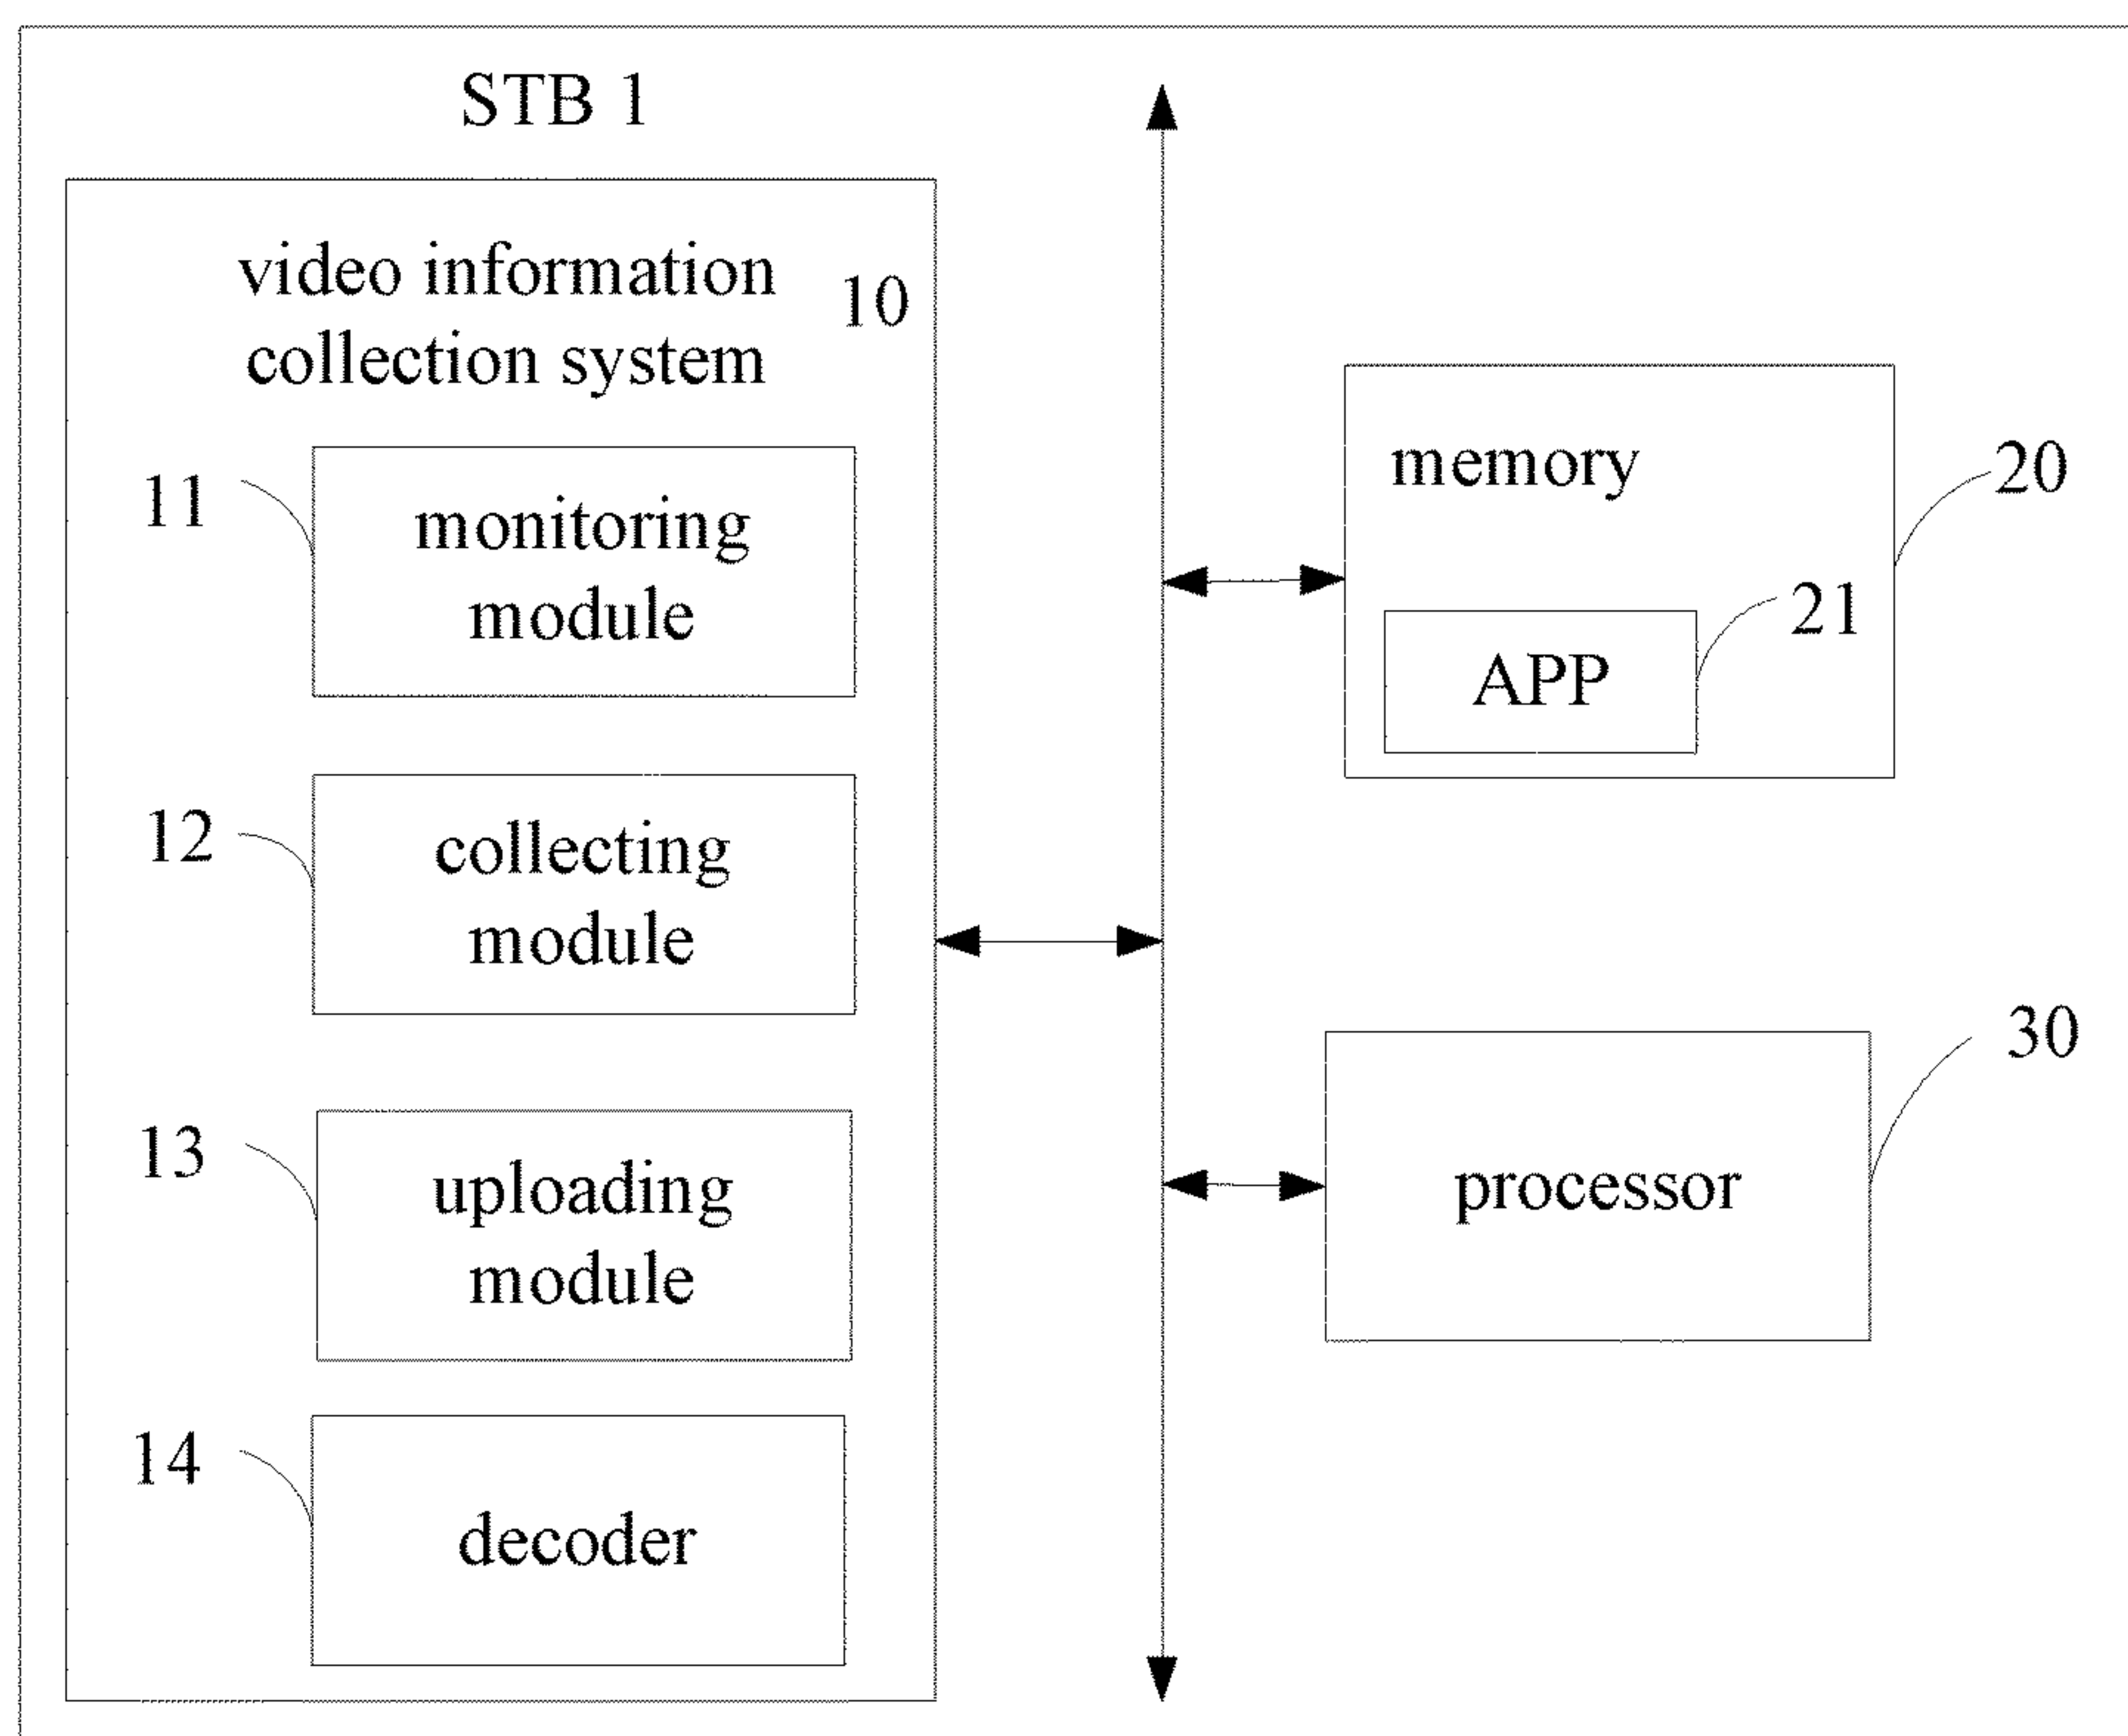 STB 1
video information
collection system
10
11
monitoring
module
12
collecting
module
13
uploading
module
14
decoder
memory
20
APP
21
processor
30